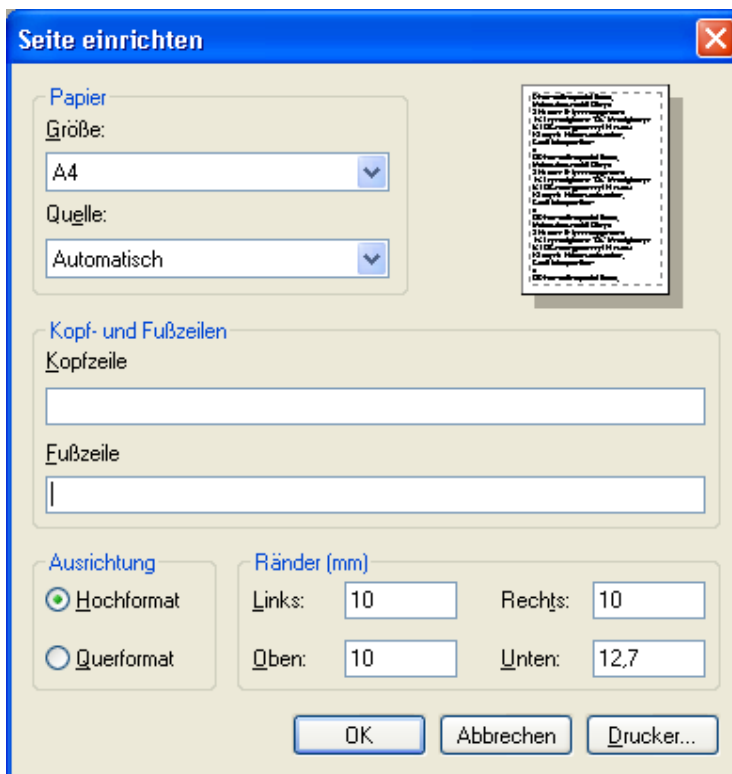 Seite einrichten
Papier
Größe:
A4
Quelle:
Automatisch
Kopf- und Fußzeilen
Kopfzeile
Fußzeile
Ausrichtung
Hochformat
Querformat
Ränder (mm)
Links: 10 Rechts: 10
Oben: 10 Unten: 12,7
OK Abbrechen Drucker...